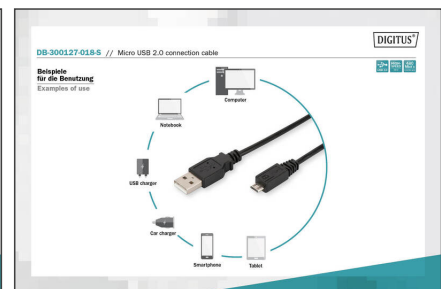 DIGITUS®
DB-300127-018-S // Micro USB 2.0 connection cable
Beispiele
für die Benutzung
Examples of use
Computer
Notebook
USB charger
Car charger
Smartphone
Tablet